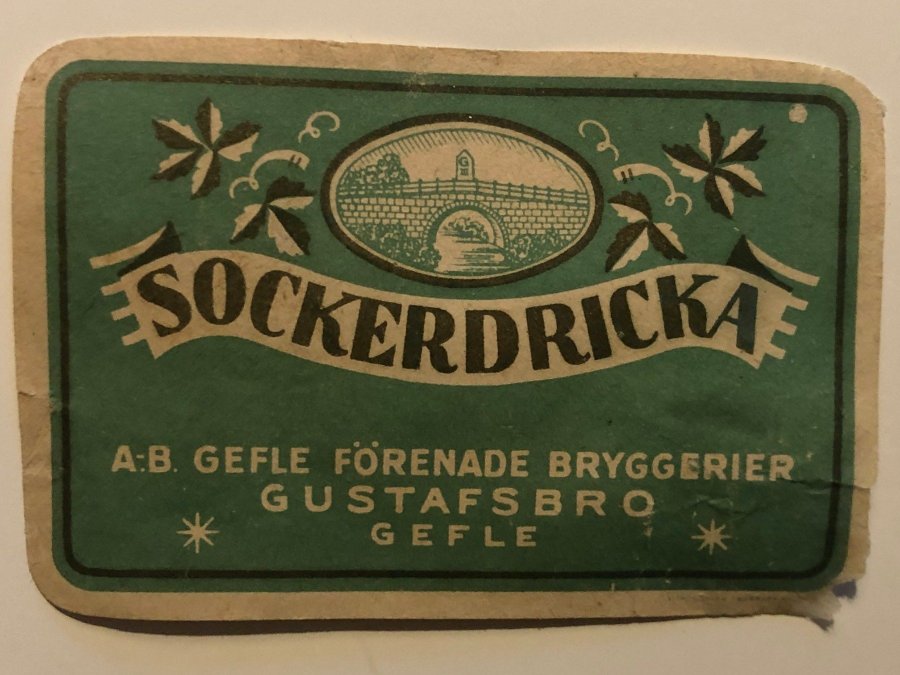 G
SOCKERDRICKA
A.-B. GEFLE FÖRENADE BRYGGERIER
GUSTAFSBRO
GEFLE